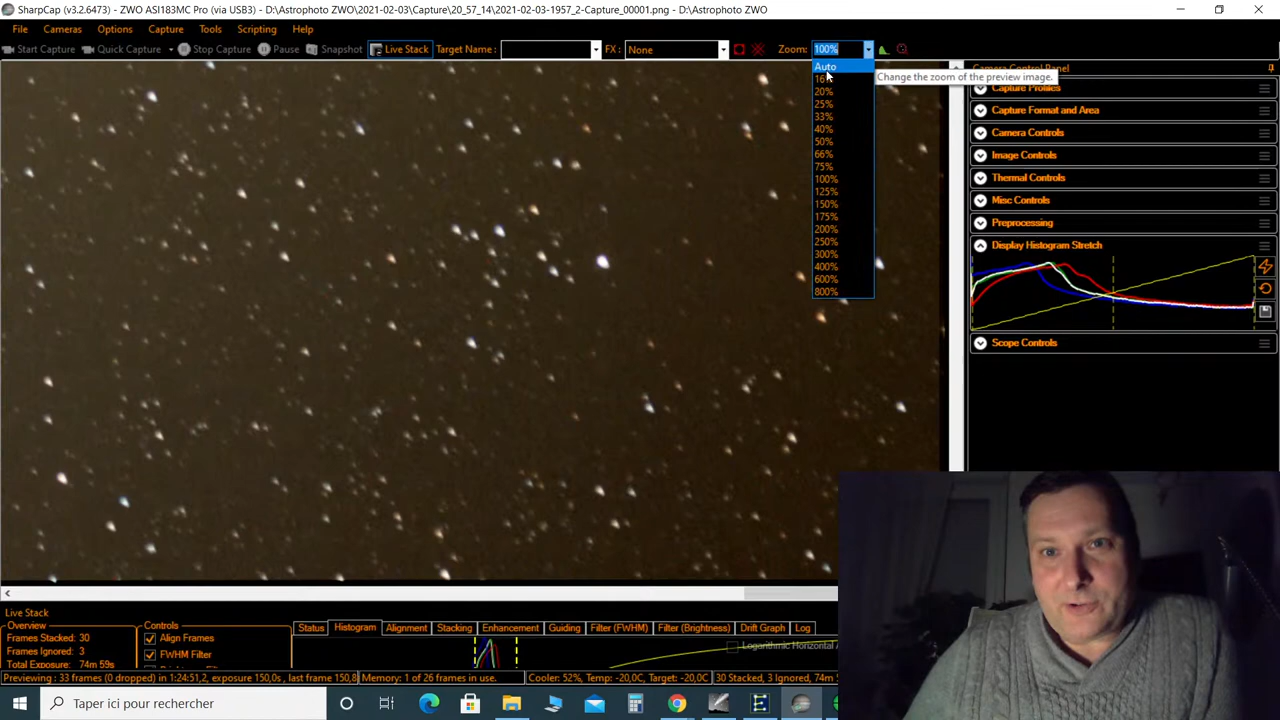 SharpCap (v3.2.6473) - ZWO ASI183MC Pro (via USB3) - D:\Astrophoto ZWO\2021-02-03\Capture\20_57_14\2021-02-03-1957_2-Capture_00001.png - D:\Astrophoto ZWO
File Cameras Options Capture Tools Scripting Help
Start Capture Quick Capture Stop Capture Pause Snapshot Live Stack Target Name : FX : None Zoom: 100%
Auto
Change the zoom of the preview image.
16%
20%
25%
33%
40%
50%
66%
75%
100%
125%
150%
175%
200%
250%
300%
400%
600%
800%
Camera Control Panel
Capture Profiles
Capture Format and Area
Camera Controls
Image Controls
Thermal Controls
Misc Controls
Preprocessing
Display Histogram Stretch
Scope Controls
Live Stack
Overview
Frames Stacked: 30
Frames Ignored: 3
Total Exposure: 74m 59s
Controls
Align Frames
FWHM Filter
Status Histogram Alignment Stacking Enhancement Guiding Filter (FWHM) Filter (Brightness) Drift Graph Log
Logarithmic Horizontal
Previewing : 33 frames (0 dropped) in 1:24:51,2, exposure 150,0s , last frame 150,8 Memory: 1 of 26 frames in use. Cooler: 52%, Temp: -20,0C, Target: -20,0C 30 Stacked, 3 Ignored, 74m
Taper ici pour rechercher